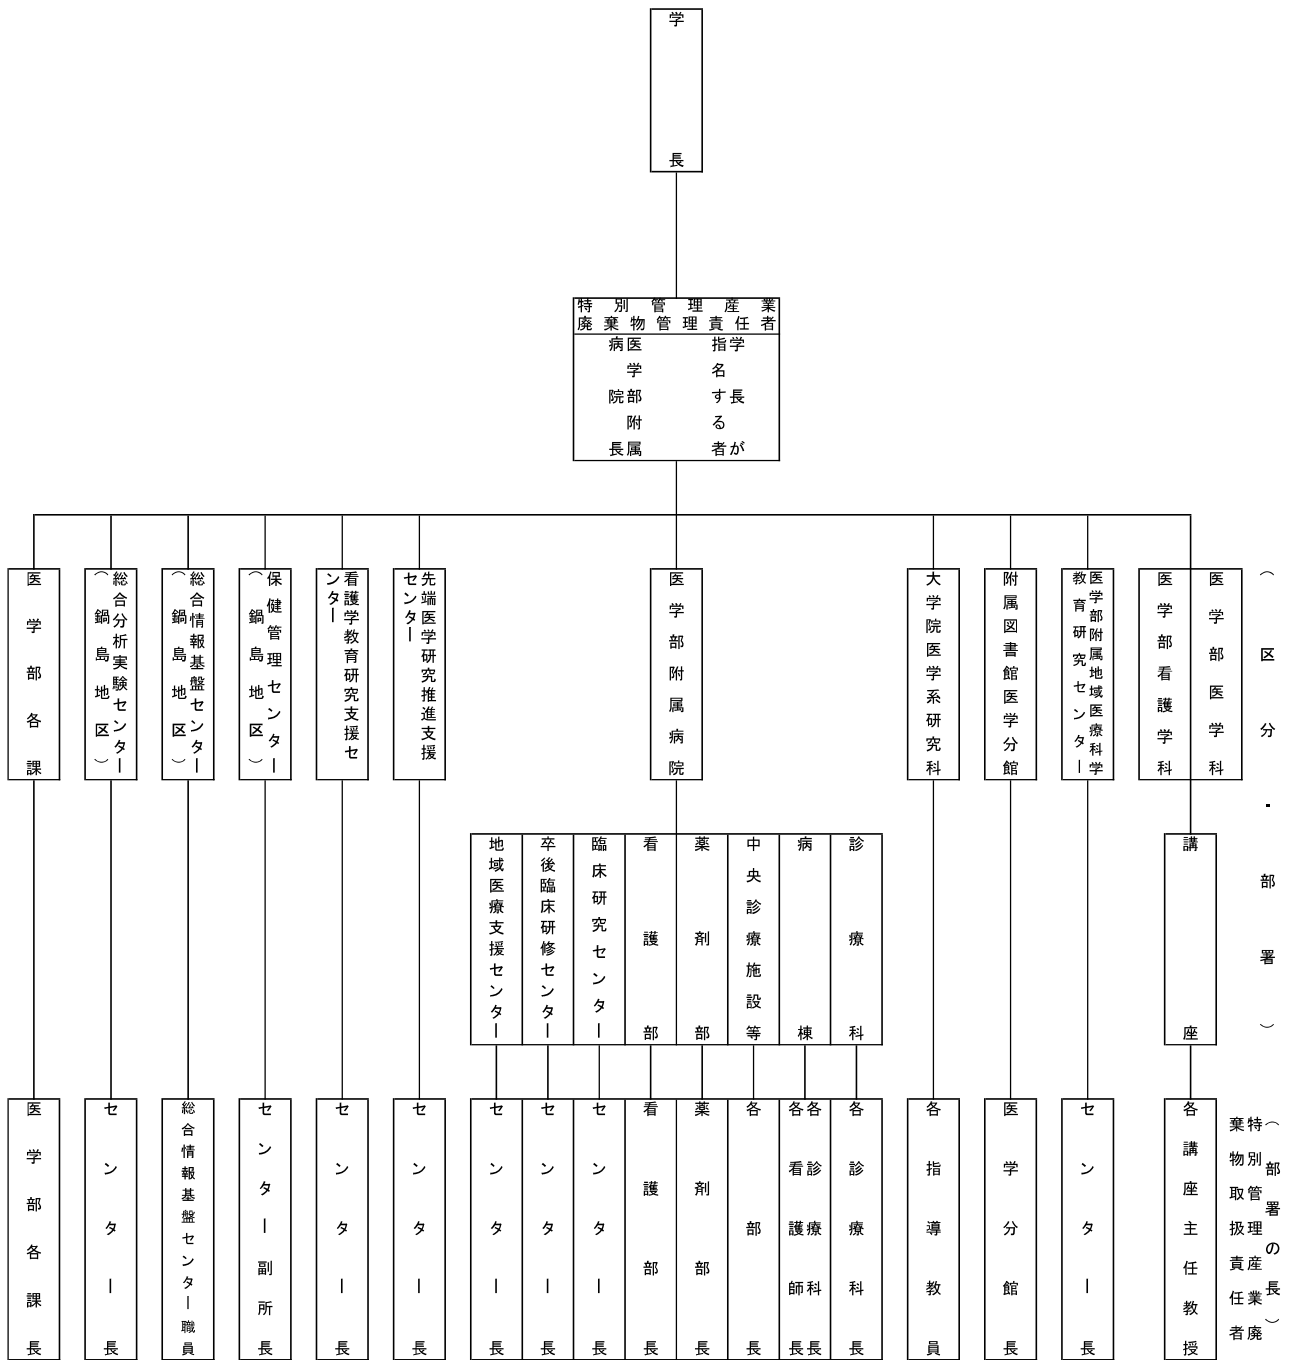 学長
特別管理産業
廃棄物管理責任者
学長が
指名する者
医学部附属
病院長
（区分・部署）
医学部医学科
医学部看護学科
医学部附属地域医療科学
教育研究センター
附属図書館医学分館
大学院医学系研究科
医学部附属病院
先端医学研究推進支援
センター
看護学教育研究支援セ
ンター
保健管理センター
（鍋島地区）
総合情報基盤センター
（鍋島地区）
総合分析実験センター
（鍋島地区）
医学部各課
講座
診療科
病棟
中央診療施設等
薬剤部
看護部
臨床研究センター
卒後臨床研修センター
地域医療支援センター
（部署の長）
特別管理産業廃
棄物取扱責任者
各講座主任教授
センター長
医学分館長
各指導教員
各診療科長
各診療科長
各看護師長
各部長
薬剤部長
看護部長
センター長
センター長
センター長
センター長
センター長
センター副所長
総合情報基盤センター職員
センター長
医学部各課長